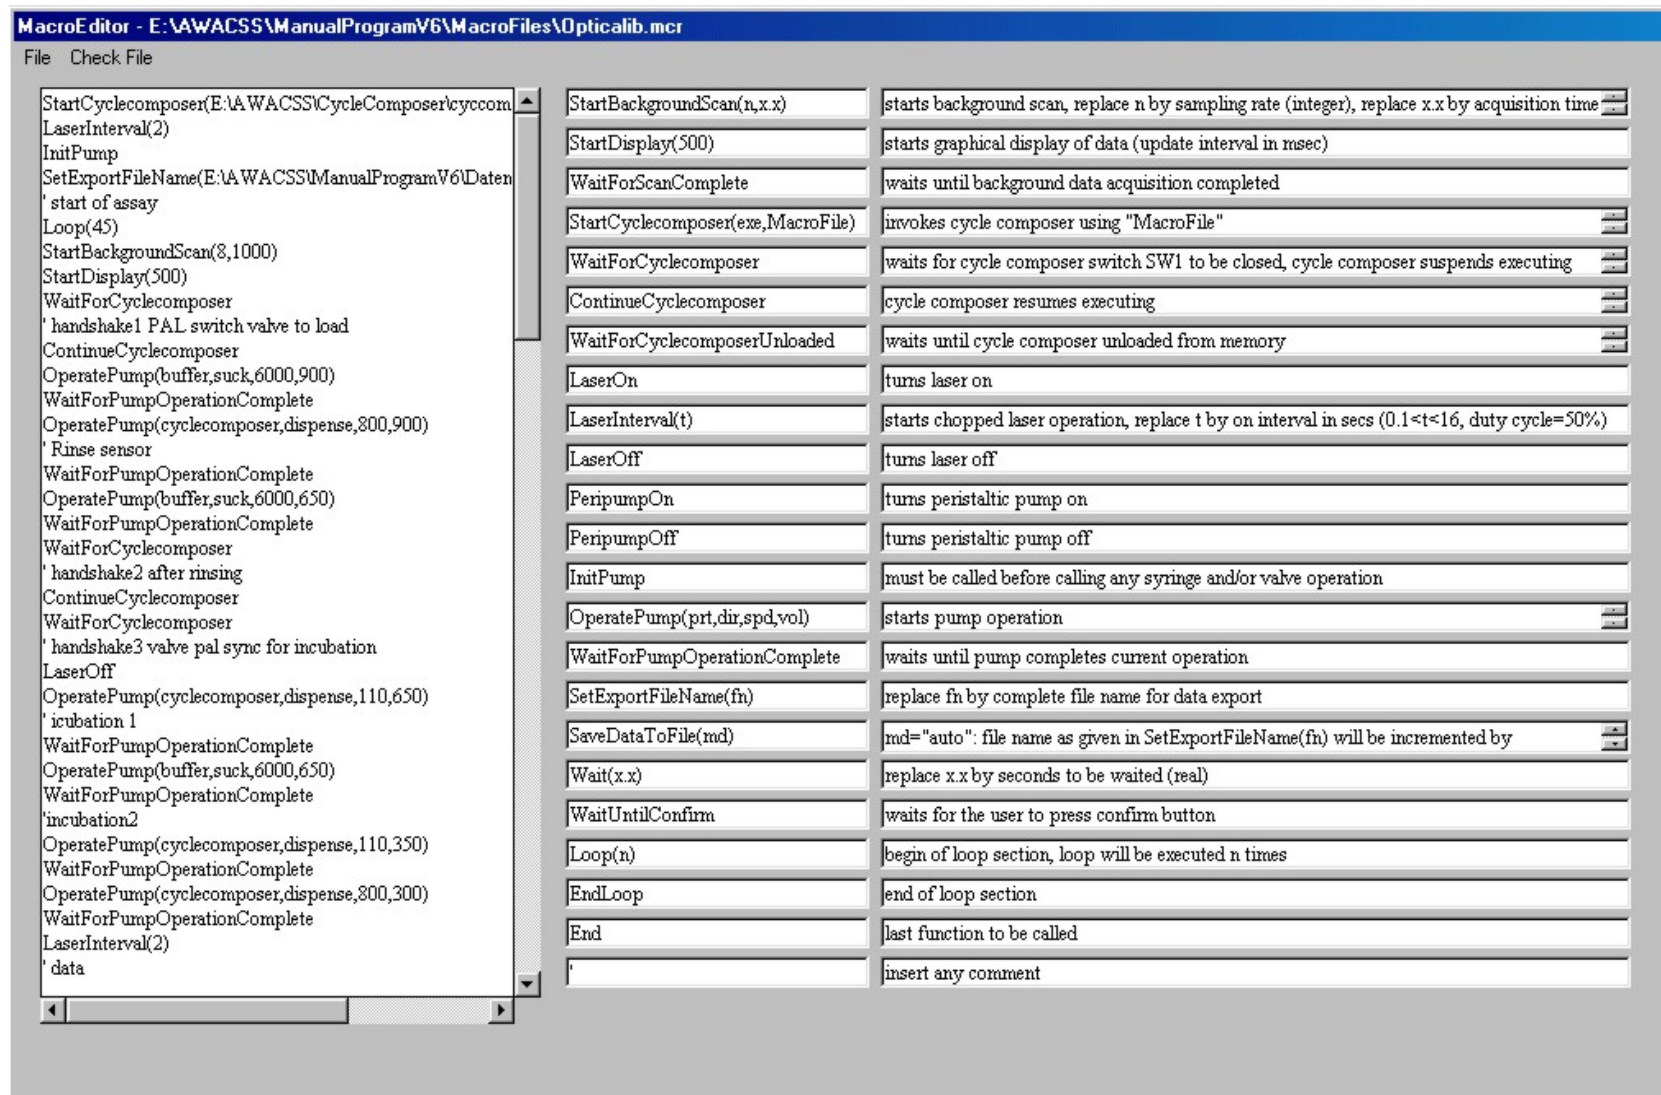 MacroEditor - E:\AWACSS\ManualProgramV6\MacroFiles\Opticalib.mcr
File Check File
StartCyclecomposer(E:\AWACSS\CycleComposer\cyccom
LaserInterval(2)
InitPump
SetExportFileName(E:\AWACSS\ManualProgramV6\Daten
' start of assay
Loop(45)
StartBackgroundScan(8,1000)
StartDisplay(500)
WaitForCyclecomposer
' handshake1 PAL switch valve to load
ContinueCyclecomposer
OperatePump(buffer,suck,6000,900)
WaitForPumpOperationComplete
OperatePump(cyclecomposer,dispense,800,900)
' Rinse sensor
WaitForPumpOperationComplete
OperatePump(buffer,suck,6000,650)
WaitForPumpOperationComplete
WaitForCyclecomposer
' handshake2 after rinsing
ContinueCyclecomposer
WaitForCyclecomposer
' handshake3 valve pal sync for incubation
LaserOff
OperatePump(cyclecomposer,dispense,110,650)
' icubation 1
WaitForPumpOperationComplete
OperatePump(buffer,suck,6000,650)
WaitForPumpOperationComplete
'incubation2
OperatePump(cyclecomposer,dispense,110,350)
WaitForPumpOperationComplete
OperatePump(cyclecomposer,dispense,800,300)
WaitForPumpOperationComplete
LaserInterval(2)
' data
StartBackgroundScan(n,x.x) starts background scan, replace n by sampling rate (integer), replace x.x by acquisition time
StartDisplay(500) starts graphical display of data (update interval in msec)
WaitForScanComplete waits until background data acquisition completed
StartCyclecomposer(exe,MacroFile) invokes cycle composer using "MacroFile"
WaitForCyclecomposer waits for cycle composer switch SW1 to be closed, cycle composer suspends executing
ContinueCyclecomposer cycle composer resumes executing
WaitForCyclecomposerUnloaded waits until cycle composer unloaded from memory
LaserOn turns laser on
LaserInterval(t) starts chopped laser operation, replace t by on interval in secs (0.1<t<16, duty cycle=50%)
LaserOff turns laser off
PeripumpOn turns peristaltic pump on
PeripumpOff turns peristaltic pump off
InitPump must be called before calling any syringe and/or valve operation
OperatePump(prt,dir,spd,vol) starts pump operation
WaitForPumpOperationComplete waits until pump completes current operation
SetExportFileName(fn) replace fn by complete file name for data export
SaveDataToFile(md) md="auto": file name as given in SetExportFileName(fn) will be incremented by
Wait(x.x) replace x.x by seconds to be waited (real)
WaitUntilConfirm waits for the user to press confirm button
Loop(n) begin of loop section, loop will be executed n times
EndLoop end of loop section
End last function to be called
' insert any comment